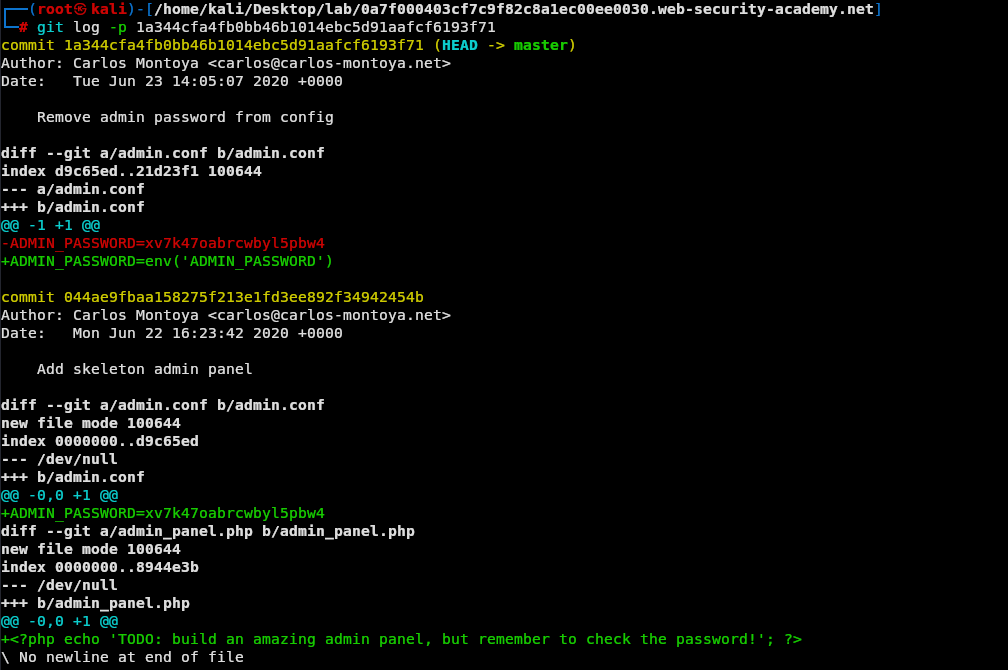 ┌──(root㉿kali)-[/home/kali/Desktop/lab/0a7f000403cf7c9f82c8a1ec00ee0030.web-security-academy.net]
└─# git log -p 1a344cfa4fb0bb46b1014ebc5d91aafcf6193f71
commit 1a344cfa4fb0bb46b1014ebc5d91aafcf6193f71 (HEAD -> master)
Author: Carlos Montoya <carlos@carlos-montoya.net>
Date:   Tue Jun 23 14:05:07 2020 +0000

    Remove admin password from config

diff --git a/admin.conf b/admin.conf
index d9c65ed..21d23f1 100644
--- a/admin.conf
+++ b/admin.conf
@@ -1 +1 @@
-ADMIN_PASSWORD=xv7k47oabrcwbyl5pbw4
+ADMIN_PASSWORD=env('ADMIN_PASSWORD')

commit 044ae9fbaa158275f213e1fd3ee892f34942454b
Author: Carlos Montoya <carlos@carlos-montoya.net>
Date:   Mon Jun 22 16:23:42 2020 +0000

    Add skeleton admin panel

diff --git a/admin.conf b/admin.conf
new file mode 100644
index 0000000..d9c65ed
--- /dev/null
+++ b/admin.conf
@@ -0,0 +1 @@
+ADMIN_PASSWORD=xv7k47oabrcwbyl5pbw4
diff --git a/admin_panel.php b/admin_panel.php
new file mode 100644
index 0000000..8944e3b
--- /dev/null
+++ b/admin_panel.php
@@ -0,0 +1 @@
+<?php echo 'TODO: build an amazing admin panel, but remember to check the password!'; ?>
\ No newline at end of file